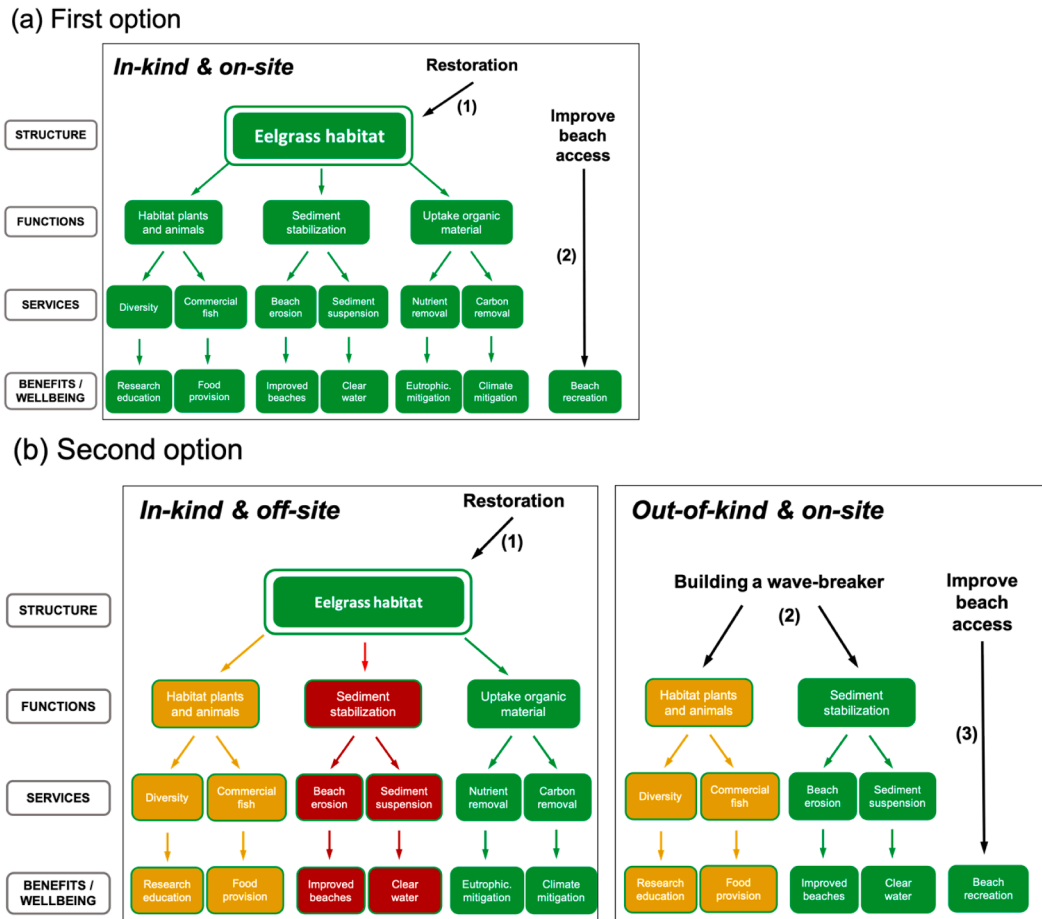 (a) First option
In-kind & on-site
Restoration
(1)
Improve
beach
access
STRUCTURE
Eelgrass habitat
FUNCTIONS
Habitat plants
and animals
Sediment
stabilization
Uptake organic
material
(2)
SERVICES
Diversity
Commercial
fish
Beach
erosion
Sediment
suspension
Nutrient
removal
Carbon
removal
BENEFITS /
WELLBEING
Research
education
Food
provision
Improved
beaches
Clear
water
Eutrophic.
mitigation
Climate
mitigation
Beach
recreation
(b) Second option
In-kind & off-site
Restoration
(1)
STRUCTURE
Eelgrass habitat
FUNCTIONS
Habitat plants
and animals
Sediment
stabilization
Uptake organic
material
SERVICES
Diversity
Commercial
fish
Beach
erosion
Sediment
suspension
Nutrient
removal
Carbon
removal
BENEFITS /
WELLBEING
Research
education
Food
provision
Improved
beaches
Clear
water
Eutrophic.
mitigation
Climate
mitigation
Out-of-kind & on-site
Building a wave-breaker
(2)
Improve
beach
access
Habitat plants
and animals
Sediment
stabilization
(3)
Diversity
Commercial
fish
Beach
erosion
Sediment
suspension
Research
education
Food
provision
Improved
beaches
Clear
water
Beach
recreation